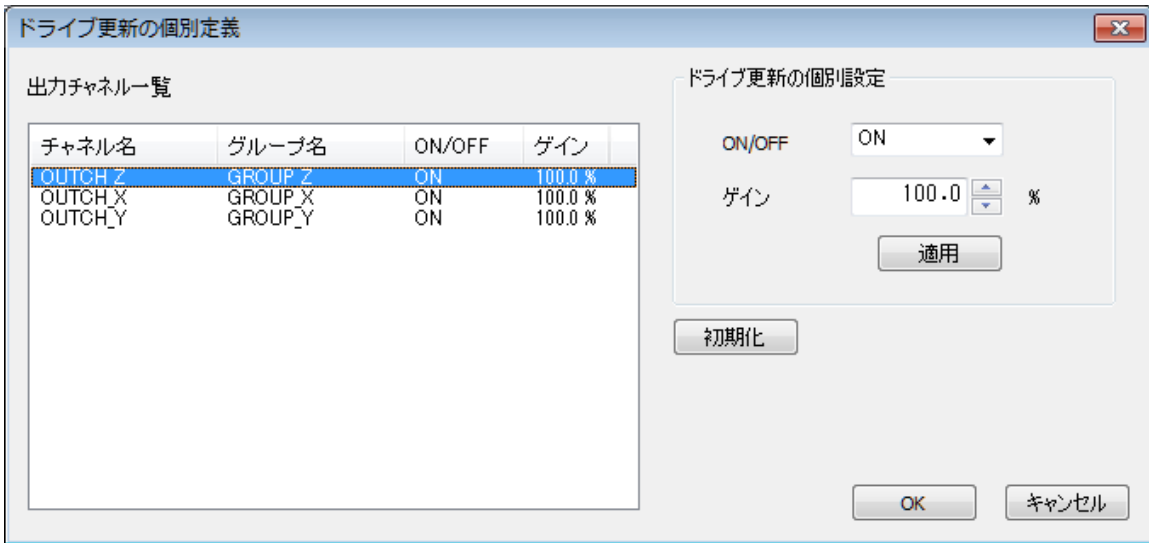 ドライブ更新の個別定義
出力チャネル一覧
チャネル名 グループ名 ON/OFF ゲイン
OUTCH_Z GROUP_Z ON 100.0 %
OUTCH_X GROUP_X ON 100.0 %
OUTCH_Y GROUP_Y ON 100.0 %
ドライブ更新の個別設定
ON/OFF ON
ゲイン 100.0 %
適用
初期化
OK キャンセル